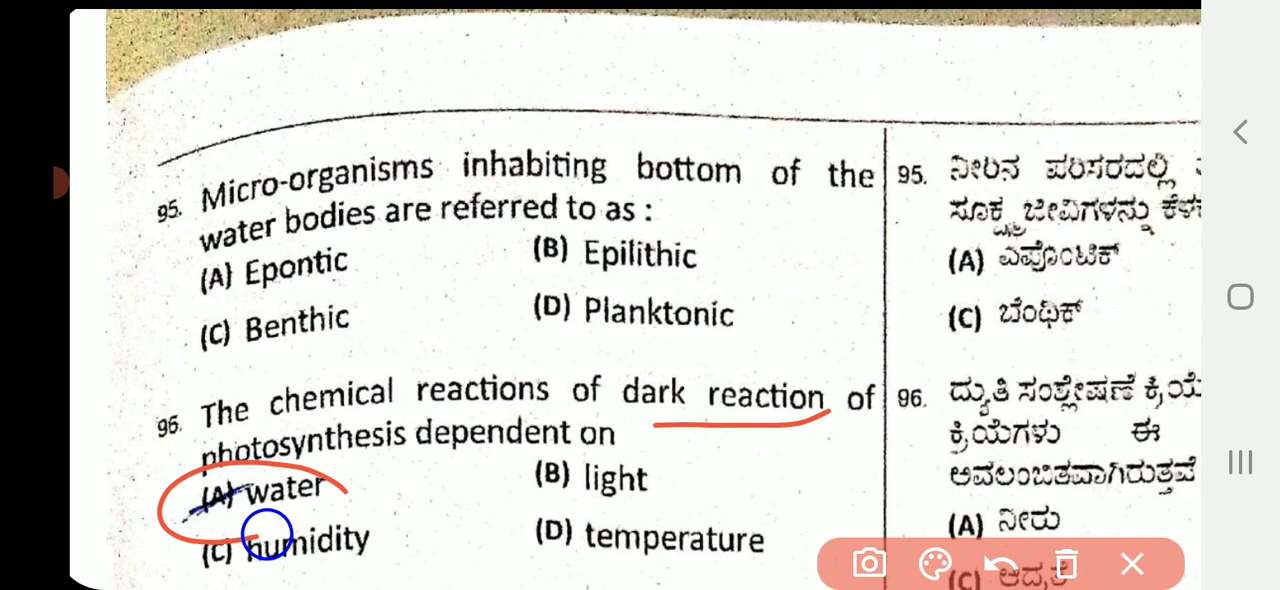 95. Micro-organisms inhabiting bottom of the
water bodies are referred to as :
(A) Epontic
(B) Epilithic
(C) Benthic
(D) Planktonic
96. The chemical reactions of dark reaction of
photosynthesis dependent on
(A) water
(B) light
(C) humidity
(D) temperature
95. ನೀರಿನ ಪರಿಸರದಲ್ಲಿ
ಸೂಕ್ಷ್ಮ ಜೀವಿಗಳನ್ನು
(A) ಎಪೊಂಟಿಕ್
(C) ಬೆಂಥಿಕ್
96. ದ್ಯುತಿ ಸಂಶ್ಲೇಷಣೆ ಕ್ರಿಯೆ
ಕ್ರಿಯೆಗಳು ಈ
ಅವಲಂಬಿತವಾಗಿರುತ್ತವೆ
(A) ನೀರು
(C) ಆದ್ರತೆ